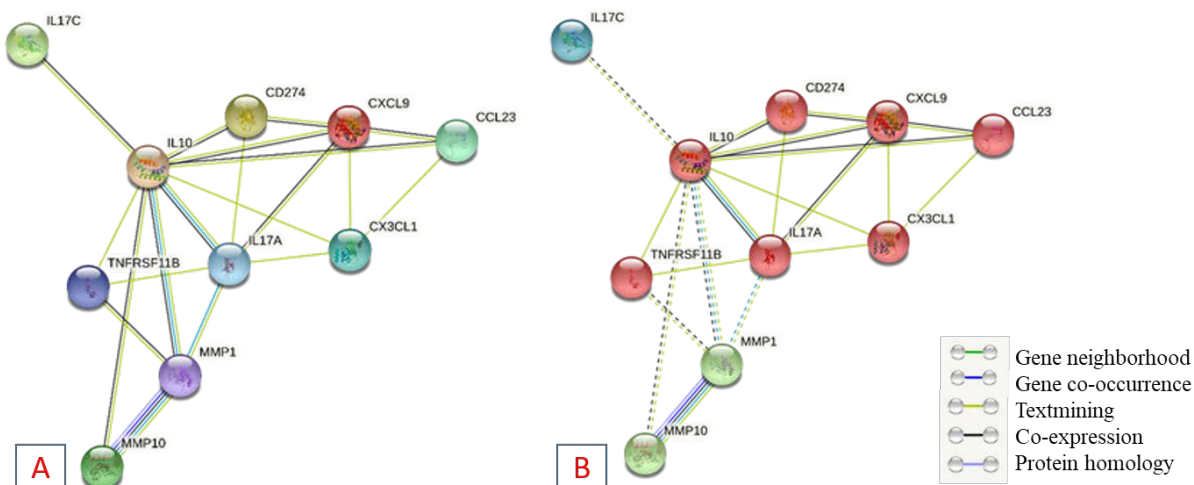 IL17C
CD274
CXCL9
CCL23
IL10
CX3CL1
IL17A
TNFRSF11B
MMP1
MMP10
A
IL17C
CD274
CXCL9
CCL23
IL10
CX3CL1
IL17A
TNFRSF11B
MMP1
MMP10
B
Gene neighborhood
Gene co-occurrence
Textmining
Co-expression
Protein homology